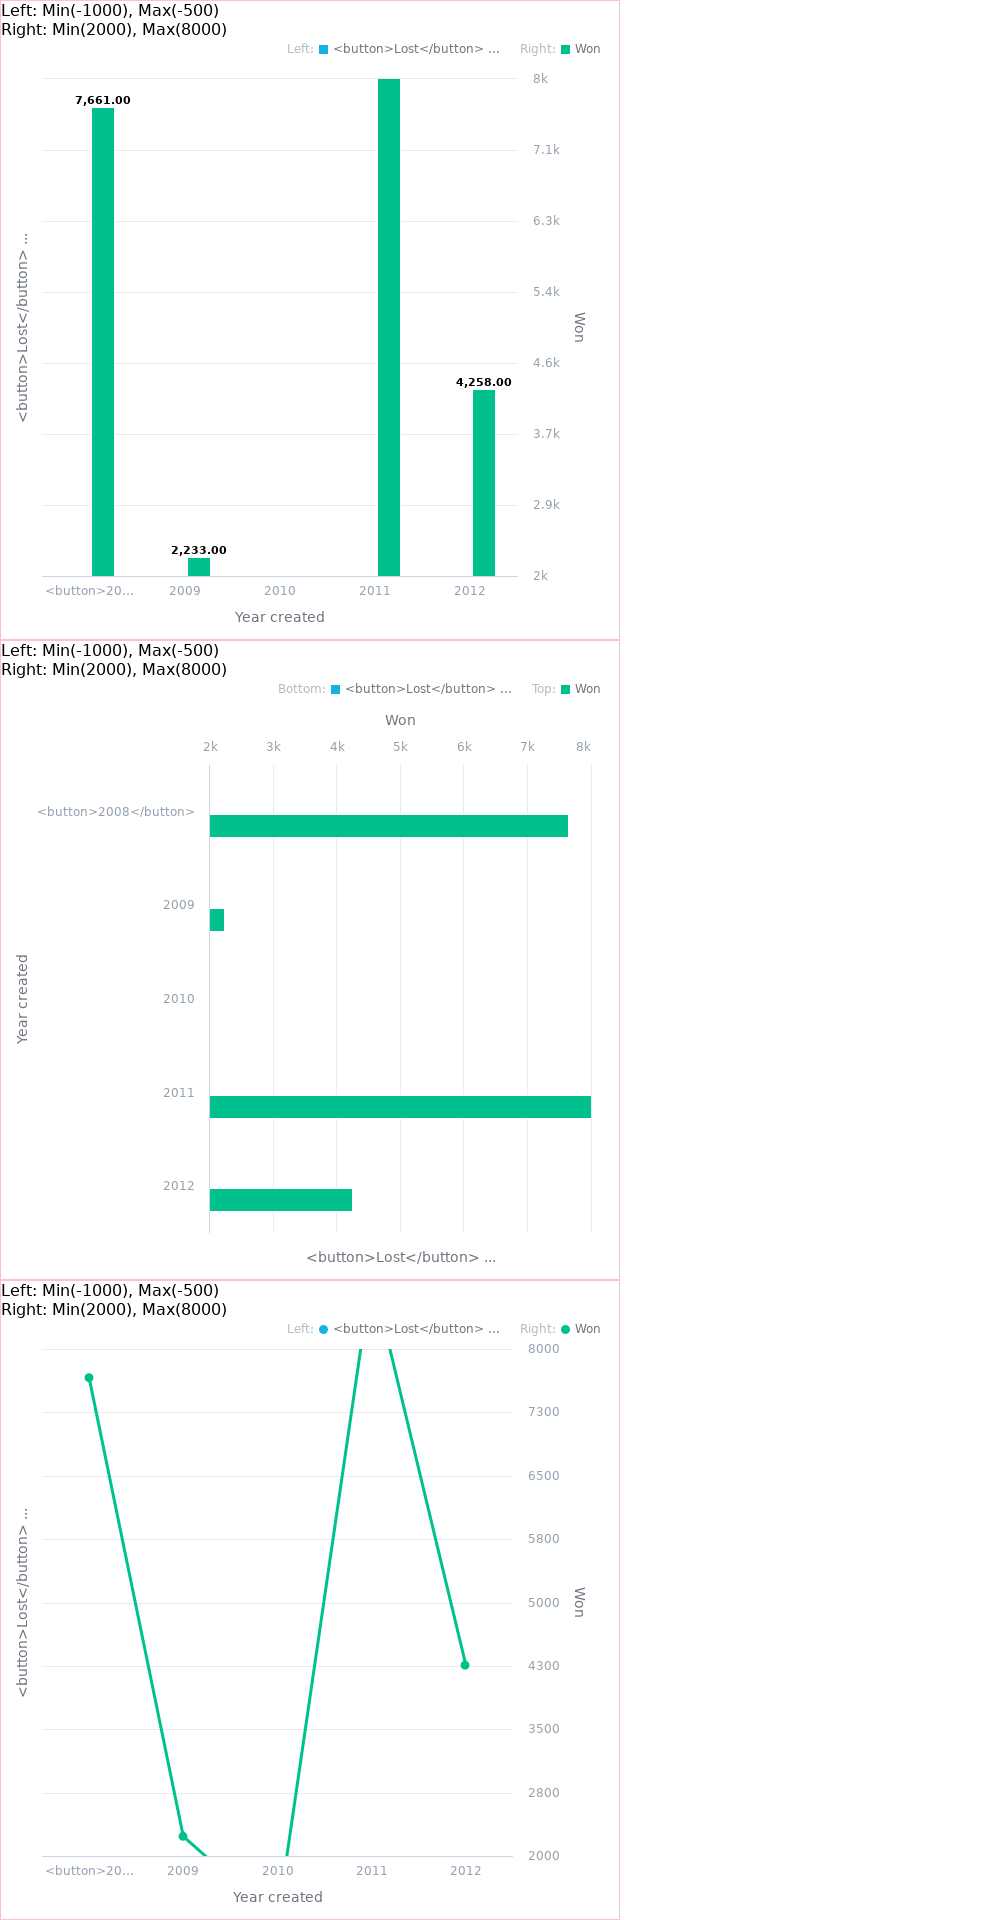 Left: Min(-1000), Max(-500)
Right: Min(2000), Max(8000)
Left: <button>Lost</button> ... Right: Won
8k
7,661.00
7.1k
6.3k
5.4k
<button>Lost</button> ...
Won
4.6k
4,258.00
3.7k
2.9k
2,233.00
2k
<button>20... 2009 2010 2011 2012
Year created
Left: Min(-1000), Max(-500)
Right: Min(2000), Max(8000)
Bottom: <button>Lost</button> ... Top: Won
Won
2k 3k 4k 5k 6k 7k 8k
<button>2008</button>
2009
Year created
2010
2011
2012
<button>Lost</button> ...
Left: Min(-1000), Max(-500)
Right: Min(2000), Max(8000)
Left: <button>Lost</button> ... Right: Won
8000
7300
6500
5800
<button>Lost</button> ...
Won
5000
4300
3500
2800
2000
<button>20... 2009 2010 2011 2012
Year created